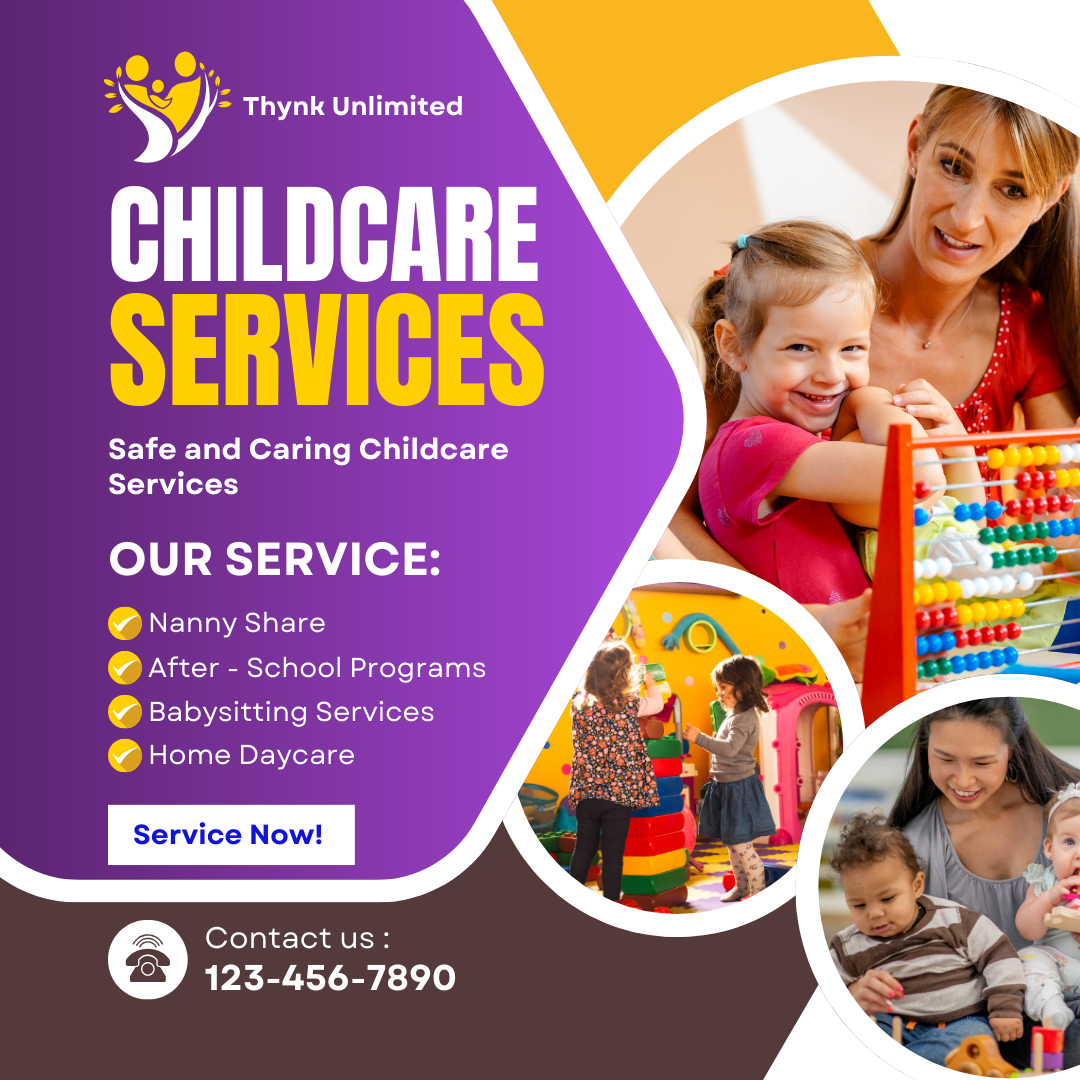 Thynk Unlimited
CHILDCARE
SERVICES
Safe and Caring Childcare
Services
OUR SERVICE:
Nanny Share
After - School Programs
Babysitting Services
Home Daycare
Service Now!
Contact us :
123-456-7890